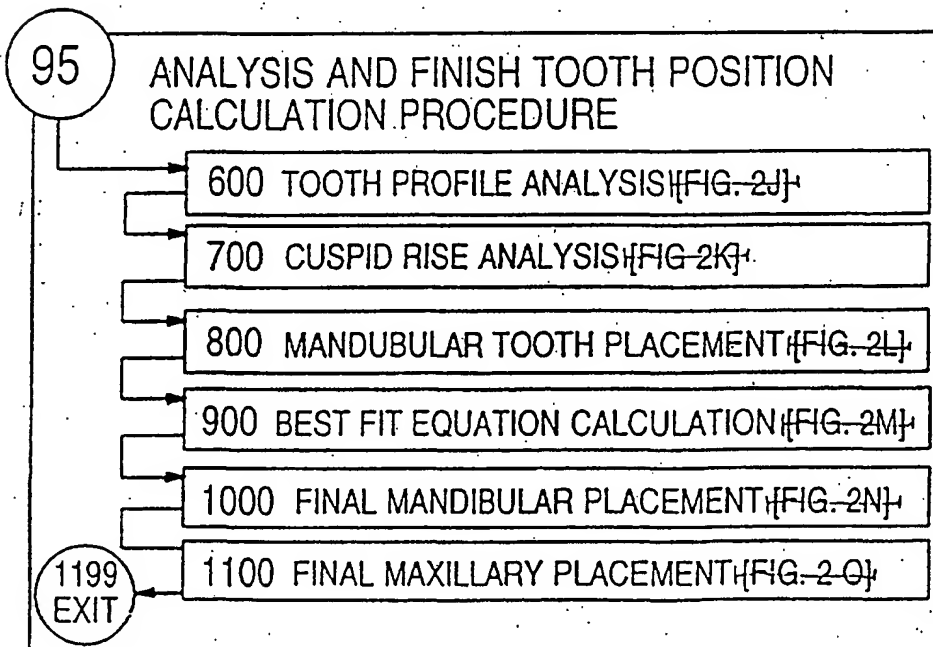 95
ANALYSIS AND FINISH TOOTH POSITION
CALCULATION PROCEDURE
600 TOOTH PROFILE ANALYSIS [FIG. 2J]
700 CUSPID RISE ANALYSIS [FIG 2K]
800 MANDUBULAR TOOTH PLACEMENT [FIG. 2L]
900 BEST FIT EQUATION CALCULATION [FIG. 2M]
1000 FINAL MANDIBULAR PLACEMENT [FIG. 2N]
1100 FINAL MAXILLARY PLACEMENT [FIG. 2-O]
1199
EXIT